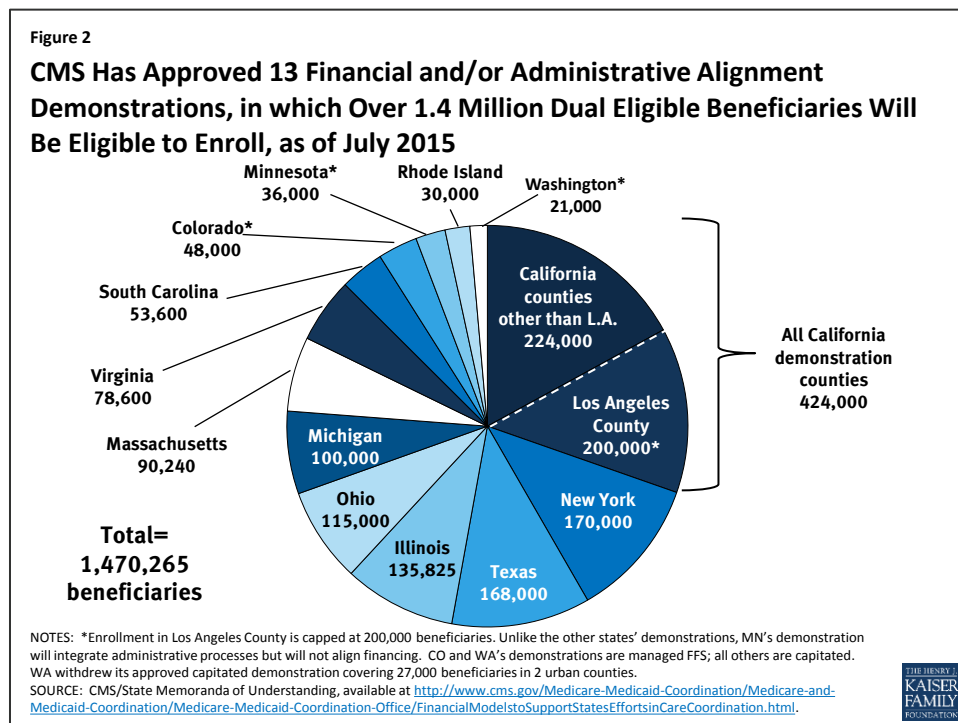 Figure 2
CMS Has Approved 13 Financial and/or Administrative Alignment
Demonstrations, in which Over 1.4 Million Dual Eligible Beneficiaries Will
Be Eligible to Enroll, as of July 2015
Minnesota*
36,000
Rhode Island
30,000
Washington*
21,000
Colorado*
48,000
South Carolina
53,600
Virginia
78,600
Massachusetts
90,240
Michigan
100,000
Ohio
115,000
Illinois
135,825
Texas
168,000
New York
170,000
Los Angeles
County
200,000*
California
counties
other than L.A.
224,000
All California
demonstration
counties
424,000
Total=
1,470,265
beneficiaries
NOTES: *Enrollment in Los Angeles County is capped at 200,000 beneficiaries. Unlike the other states' demonstrations, MN's demonstration
will integrate administrative processes but will not align financing. CO and WA's demonstrations are managed FFS; all others are capitated.
WA withdrew its approved capitated demonstration covering 27,000 beneficiaries in 2 urban counties.
SOURCE: CMS/State Memoranda of Understanding, available at http://www.cms.gov/Medicare-Medicaid-Coordination/Medicare-and-
Medicaid-Coordination/Medicare-Medicaid-Coordination-Office/FinancialModelstoSupportStatesEffortsinCareCoordination.html.
THE HENRY J.
KAISER
FAMILY
FOUNDATION